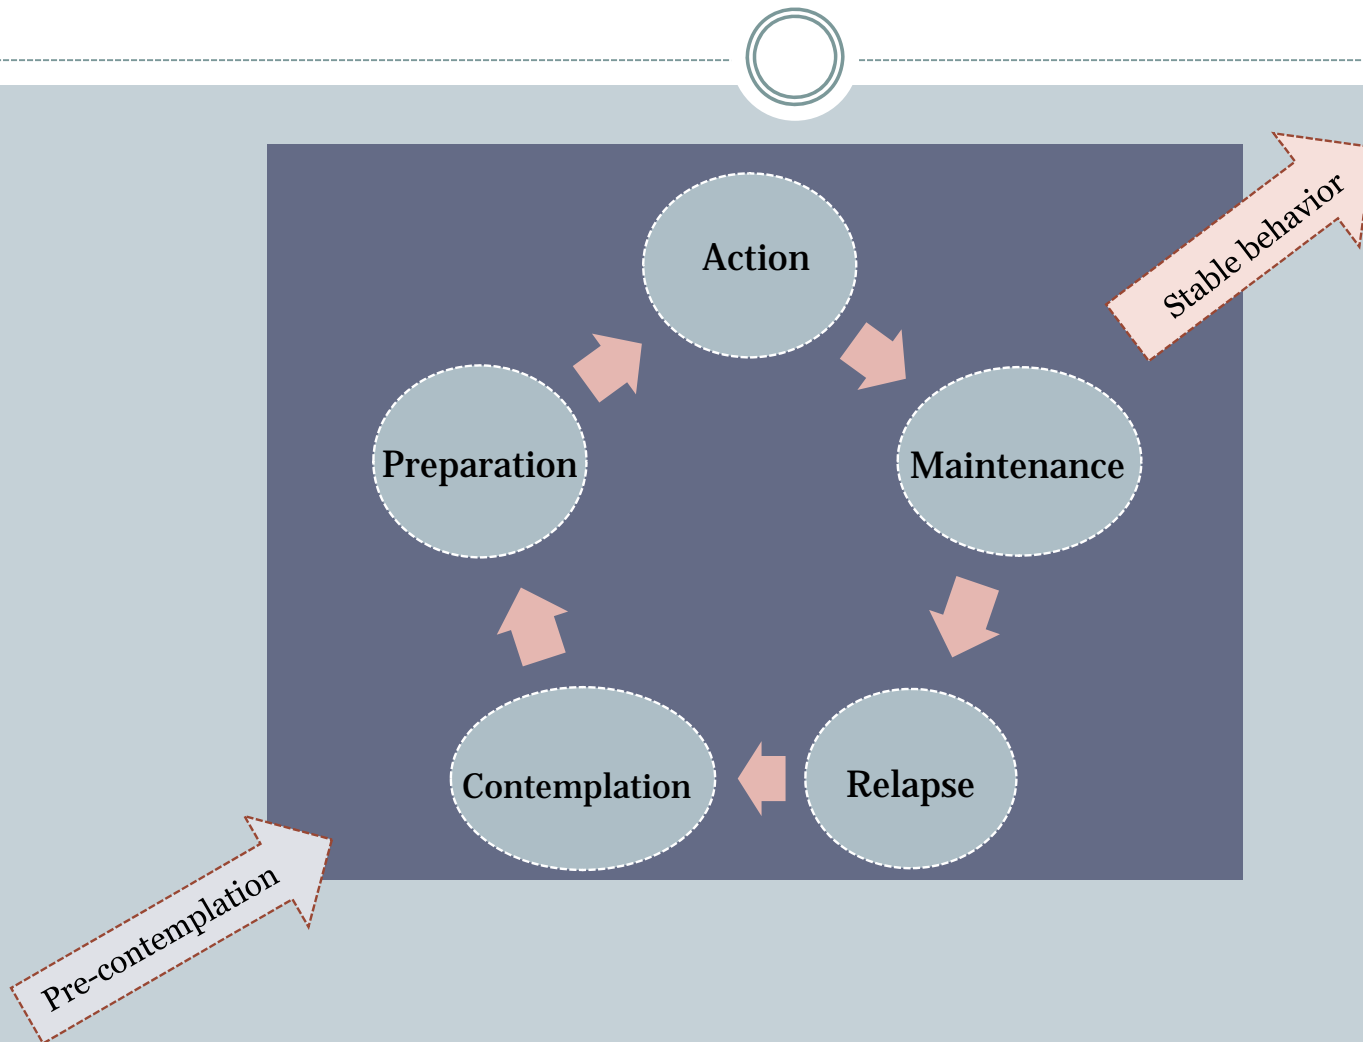 Action
Stable behavior
Preparation
Maintenance
Contemplation
Relapse
Pre-contemplation